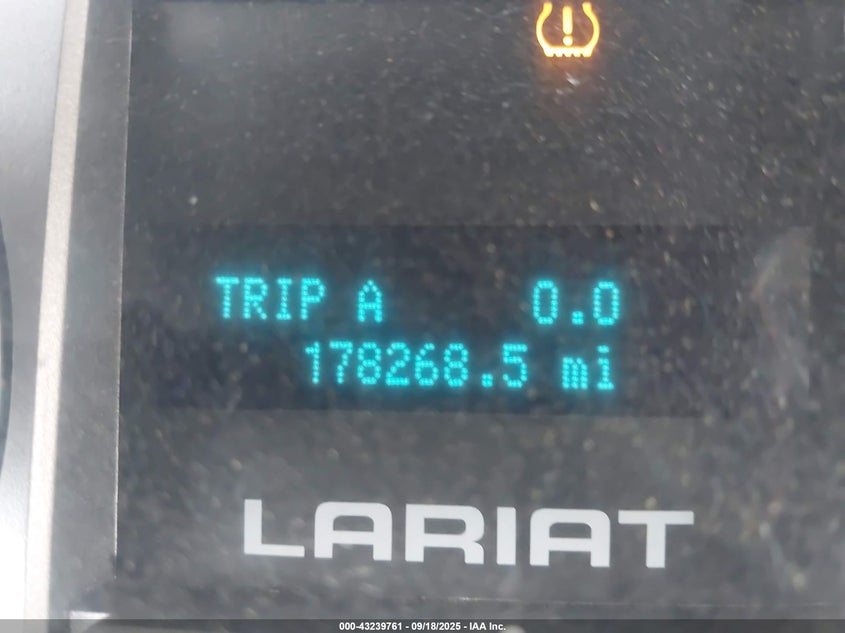 TRIP A 0.0
178268.5 mi
LARIAT
000-43239761 - 09/18/2025 - IAA Inc.